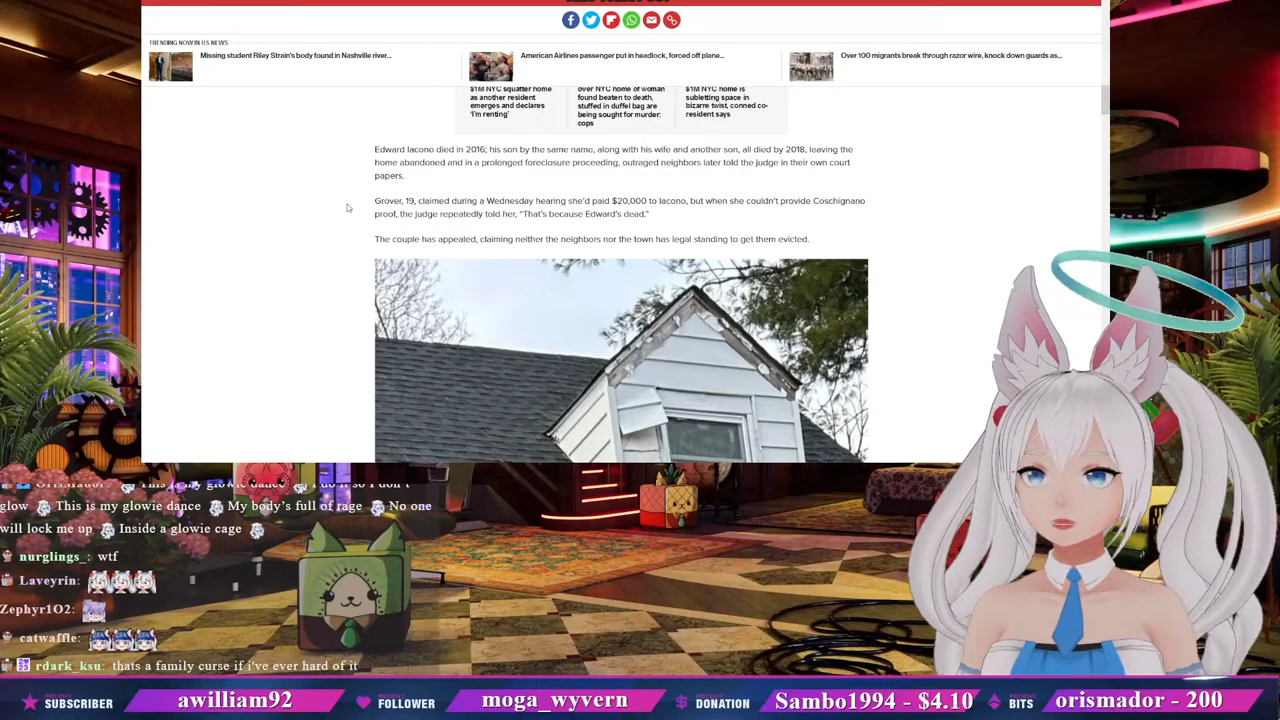 TRENDING NOW IN US NEWS
Missing student Riley Strain's body found in Nashville river...
American Airlines passenger put in headlock, forced off plane...
Over 100 migrants break through razor wire, knock down guards as...
$1M NYC squatter home
as another resident
emerges and declares
'I'm renting'
over NYC home of woman
found beaten to death,
stuffed in duffel bag are
being sought for murder:
cops
$1M NYC home is
subletting space in
bizarre twist, conned co-
resident says
Edward Iacono died in 2016; his son by the same name, along with his wife and another son, all died by 2018, leaving the
home abandoned and in a prolonged foreclosure proceeding, outraged neighbors later told the judge in their own court
papers.
Grover, 19, claimed during a Wednesday hearing she'd paid $20,000 to Iacono, but when she couldn't provide Coschignano
proof, the judge repeatedly told her, "That's because Edward's dead."
The couple has appealed, claiming neither the neighbors nor the town has legal standing to get them evicted.
OrisMador: This is my glowie dance I do it so I don't
glow This is my glowie dance My body's full of rage No one
will lock me up Inside a glowie cage
nurglings_: wtf
Laveyrin:
Zephyr1O2:
catwaffle:
rdark_ksu: thats a family curse if i've ever hard of it
RECENT SUBSCRIBER awilliam92
RECENT FOLLOWER moga_wyvern
RECENT DONATION Sambo1994 - $4.10
RECENT BITS orismador - 200